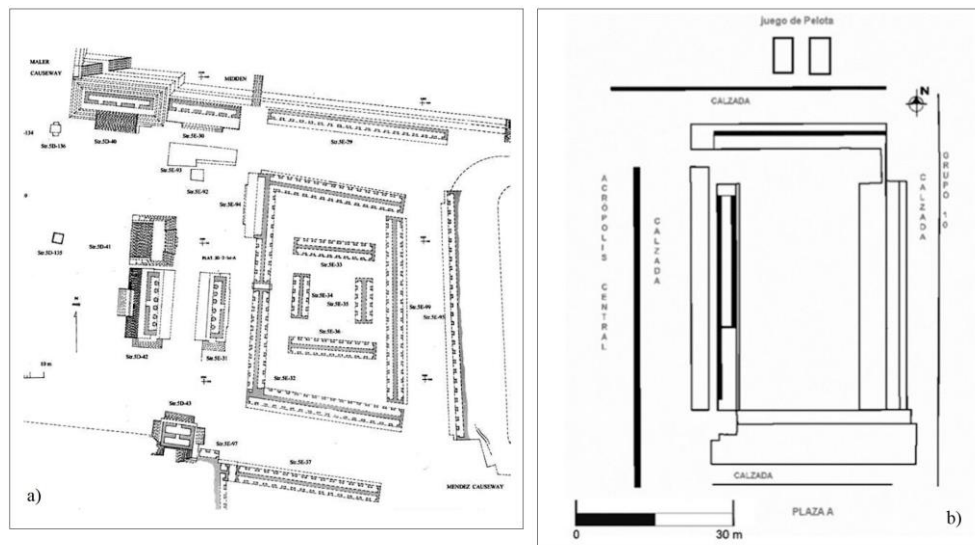 MALER
CAUSEWAY
MIDDEN
-134
Str.5D-136
Str.5D-40
Str.5E-30
Str.5E-29
Str.5E-93
Str.5E-92
Str.5E-94
Str.5D-135
Str.5D-41
Str.5E-33
Str.5E-34
Str.5E-35
Str.5E-36
Str.5E-95
N
10 m
Str.5D-42
Str.5E-31
Str.5E-32
Str.5D-43
Str.5E-97
Str.5E-37
MENDEZ CAUSEWAY
a)
juego de Pelota
CALZADA
N
ACRÓPOLIS CENTRAL
CALZADA
CALZADA
GRUPO 10
CALZADA
PLAZA A
0 30 m
b)